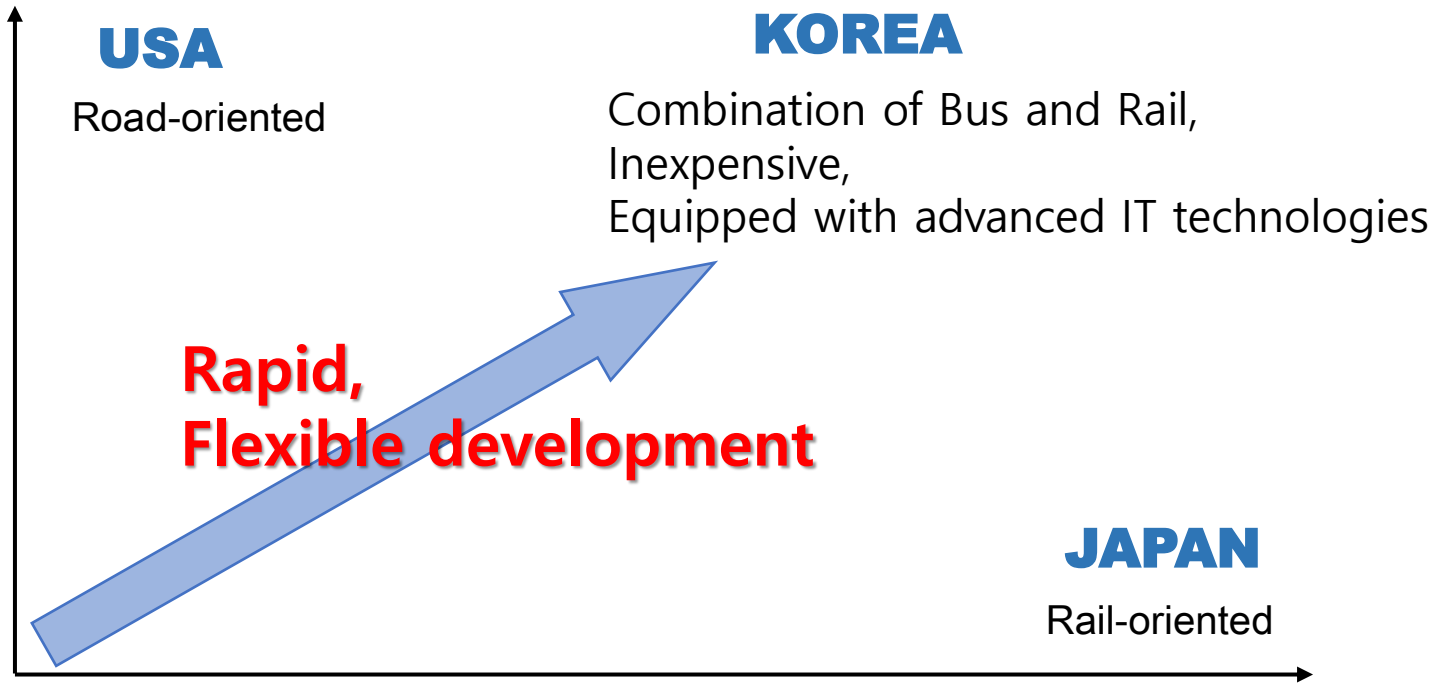 USA
Road-oriented
KOREA
Combination of Bus and Rail,
Inexpensive,
Equipped with advanced IT technologies
Rapid,
Flexible development
JAPAN
Rail-oriented